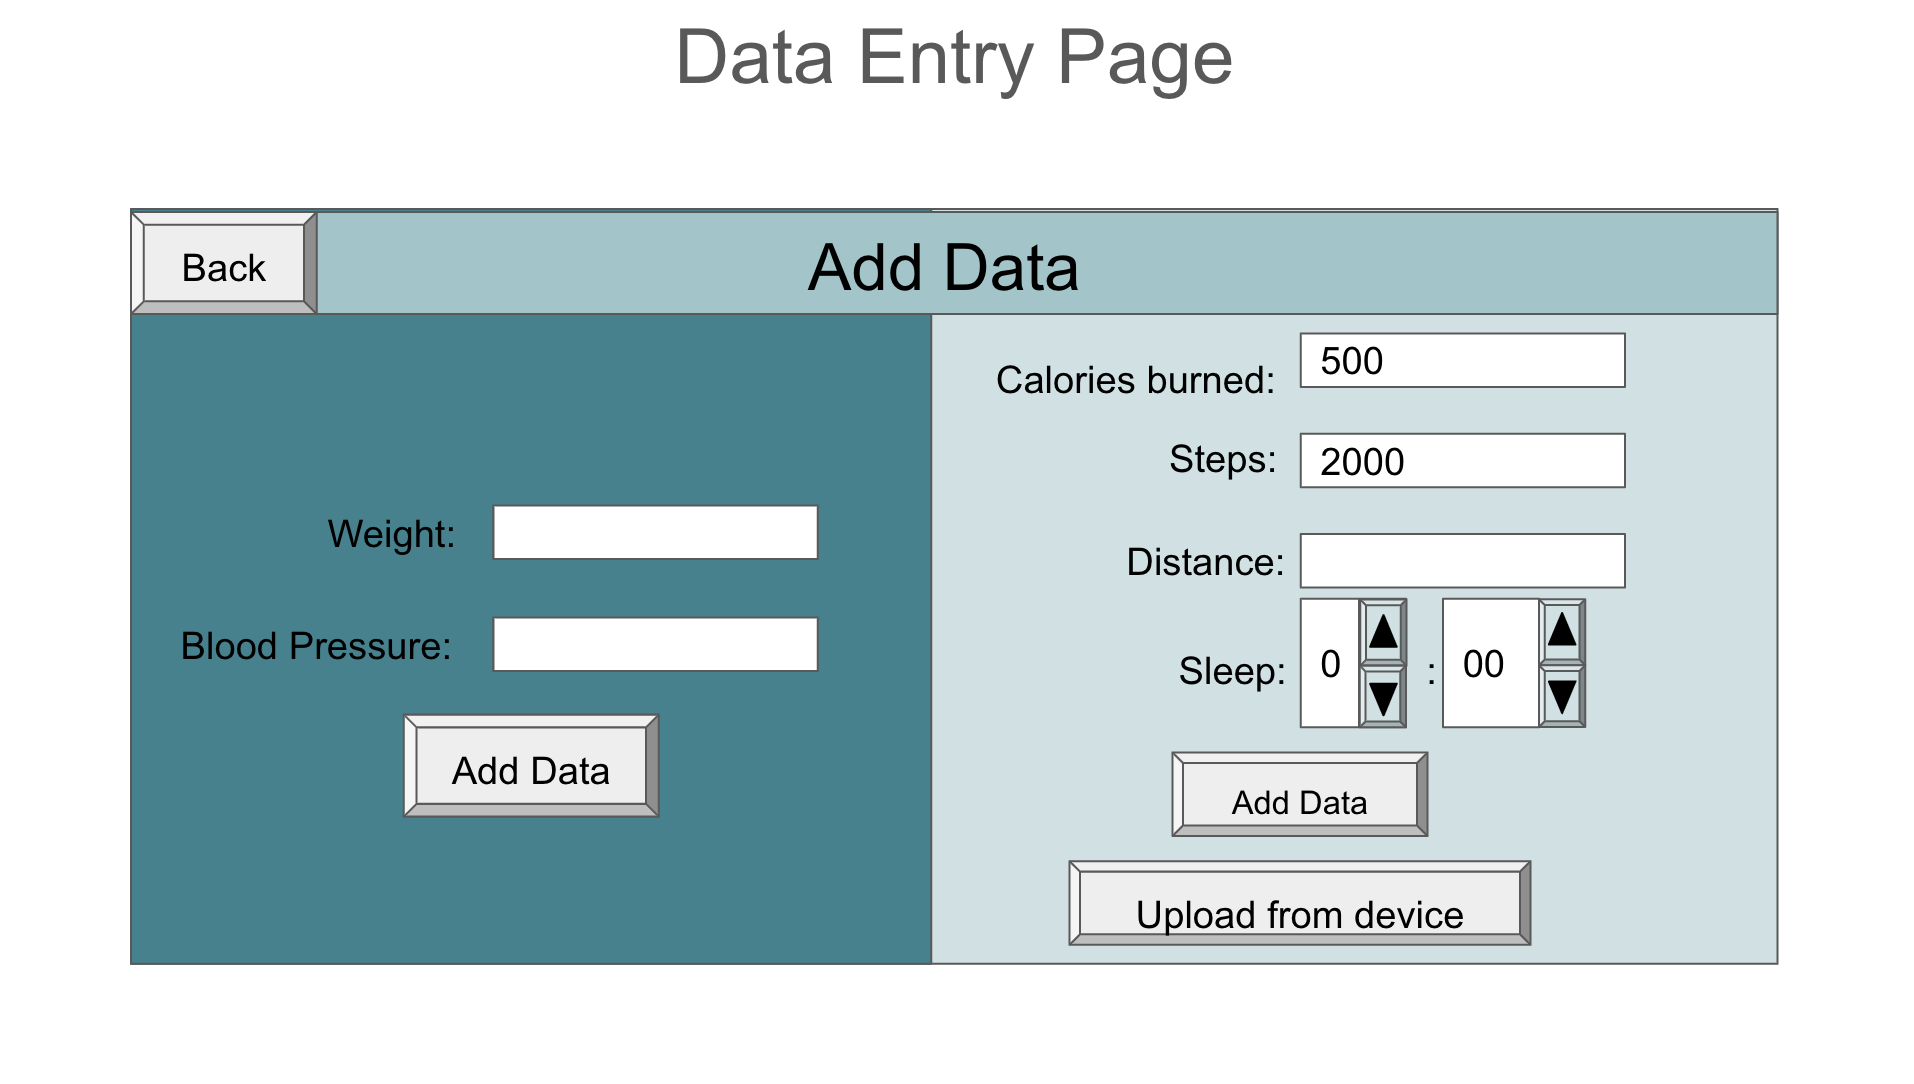 Data Entry Page
Back
Add Data
Weight:
Blood Pressure:
Add Data
Calories burned: 500
Steps: 2000
Distance:
Sleep: 0 : 00
Add Data
Upload from device